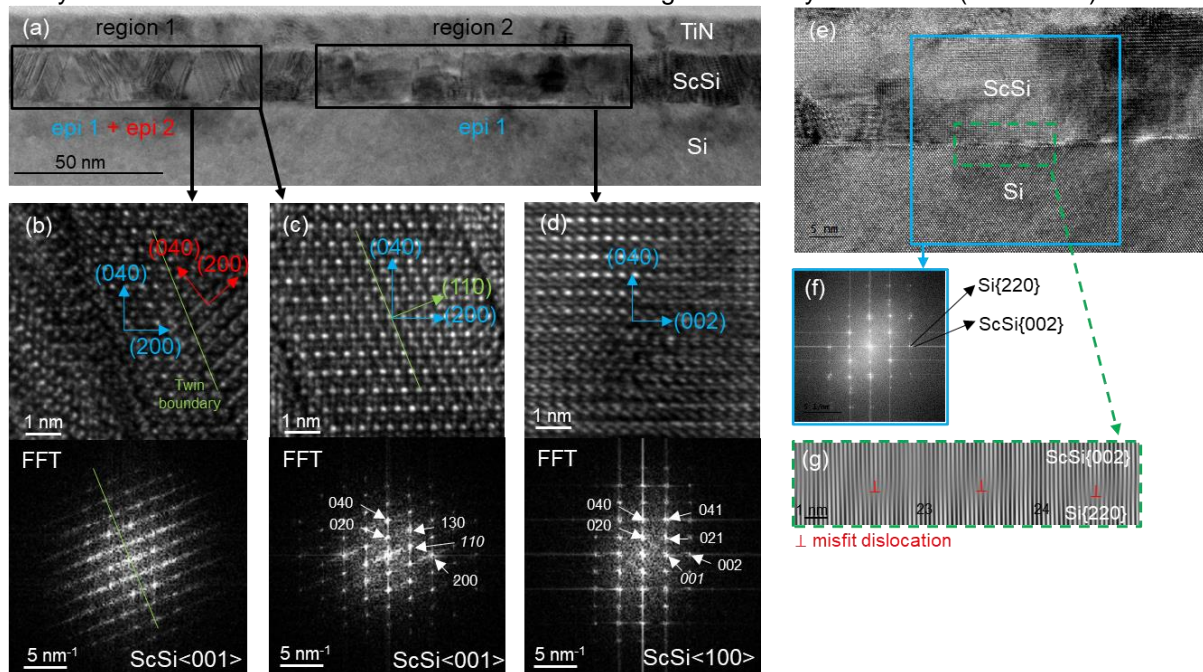 (a)
region 1
region 2
TiN
ScSi
epi 1 + epi 2
epi 1
Si
50 nm
(b)
(040)
(040)
(200)
(200)
Twin
boundary
1 nm
(c)
(040)
(110)
(200)
1 nm
(d)
(040)
(002)
1 nm
FFT
5 nm-1
ScSi<001>
FFT
040
020
130
110
200
5 nm-1
ScSi<001>
FFT
040
020
041
021
002
001
5 nm-1
ScSi<100>
(e)
ScSi
Si
5 nm
(f)
Si{220}
ScSi{002}
(g)
ScSi{002}
⊥
⊥
⊥
23
24
Si{220}
1 nm
⊥ misfit dislocation